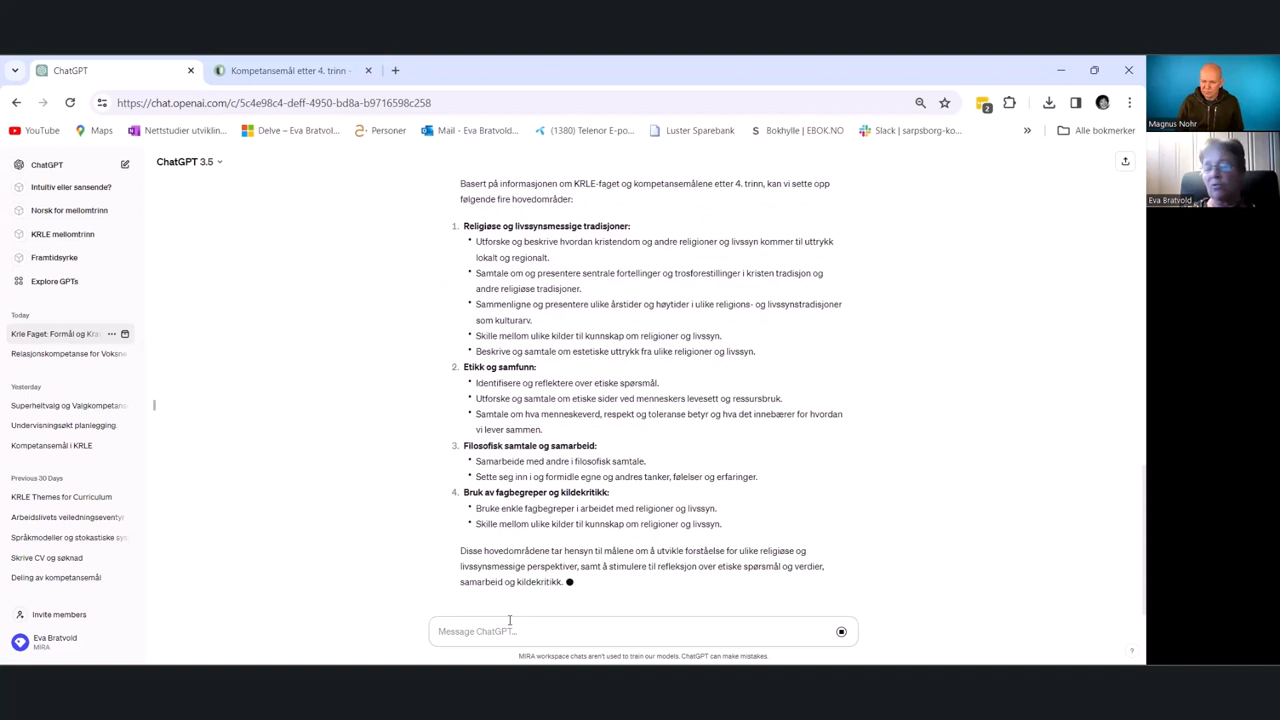 ChatGPT
Kompetansemål etter 4. trinn -
https://chat.openai.com/c/5c4e98c4-deff-4950-bd8a-b9716598c258
YouTube
Maps
Nettstudier utviklin...
Delve – Eva Bratvol...
Personer
Mail - Eva Bratvold...
(1380) Telenor E-po...
Luster Sparebank
Bokhylle | EBOK.NO
Slack | sarpsborg-ko...
»
Alle bokmerker
2
Magnus Nohr
Eva Bratvold
ChatGPT
Intuitiv eller sansende?
Norsk for mellomtrinn
KRLE mellomtrinn
Framtidsyrke
Explore GPTs
Today
Krle Faget: Formål og Kra
Relasjonskompetanse for Voksne
Yesterday
Superheltvalg og Valgkompetans
Undervisningsøkt planlegging.
Kompetansemål i KRLE
Previous 30 Days
KRLE Themes for Curriculum
Arbeidslivets veiledningseventyr
Språkmodeller og stokastiske sys
Skrive CV og søknad
Deling av kompetansemål
Invite members
Eva Bratvold
MIRA
ChatGPT 3.5
Basert på informasjonen om KRLE-faget og kompetansemålene etter 4. trinn, kan vi sette opp
følgende fire hovedområder:
1. Religiøse og livssynsmessige tradisjoner:
• Utforske og beskrive hvordan kristendom og andre religioner og livssyn kommer til uttrykk
lokalt og regionalt.
• Samtale om og presentere sentrale fortellinger og trosforestillinger i kristen tradisjon og
andre religiøse tradisjoner.
• Sammenligne og presentere ulike årstider og høytider i ulike religions- og livssynstradisjoner
som kulturarv.
• Skille mellom ulike kilder til kunnskap om religioner og livssyn.
• Beskrive og samtale om estetiske uttrykk fra ulike religioner og livssyn.
2. Etikk og samfunn:
• Identifisere og reflektere over etiske spørsmål.
• Utforske og samtale om etiske sider ved menneskers levesett og ressursbruk.
• Samtale om hva menneskeverd, respekt og toleranse betyr og hva det innebærer for hvordan
vi lever sammen.
3. Filosofisk samtale og samarbeid:
• Samarbeide med andre i filosofisk samtale.
• Sette seg inn i og formidle egne og andres tanker, følelser og erfaringer.
4. Bruk av fagbegreper og kildekritikk:
• Bruke enkle fagbegreper i arbeidet med religioner og livssyn.
• Skille mellom ulike kilder til kunnskap om religioner og livssyn.
Disse hovedområdene tar hensyn til målene om å utvikle forståelse for ulike religiøse og
livssynsmessige perspektiver, samt å stimulere til refleksjon over etiske spørsmål og verdier,
samarbeid og kildekritikk.
Message ChatGPT...
MIRA workspace chats aren't used to train our models. ChatGPT can make mistakes.
?